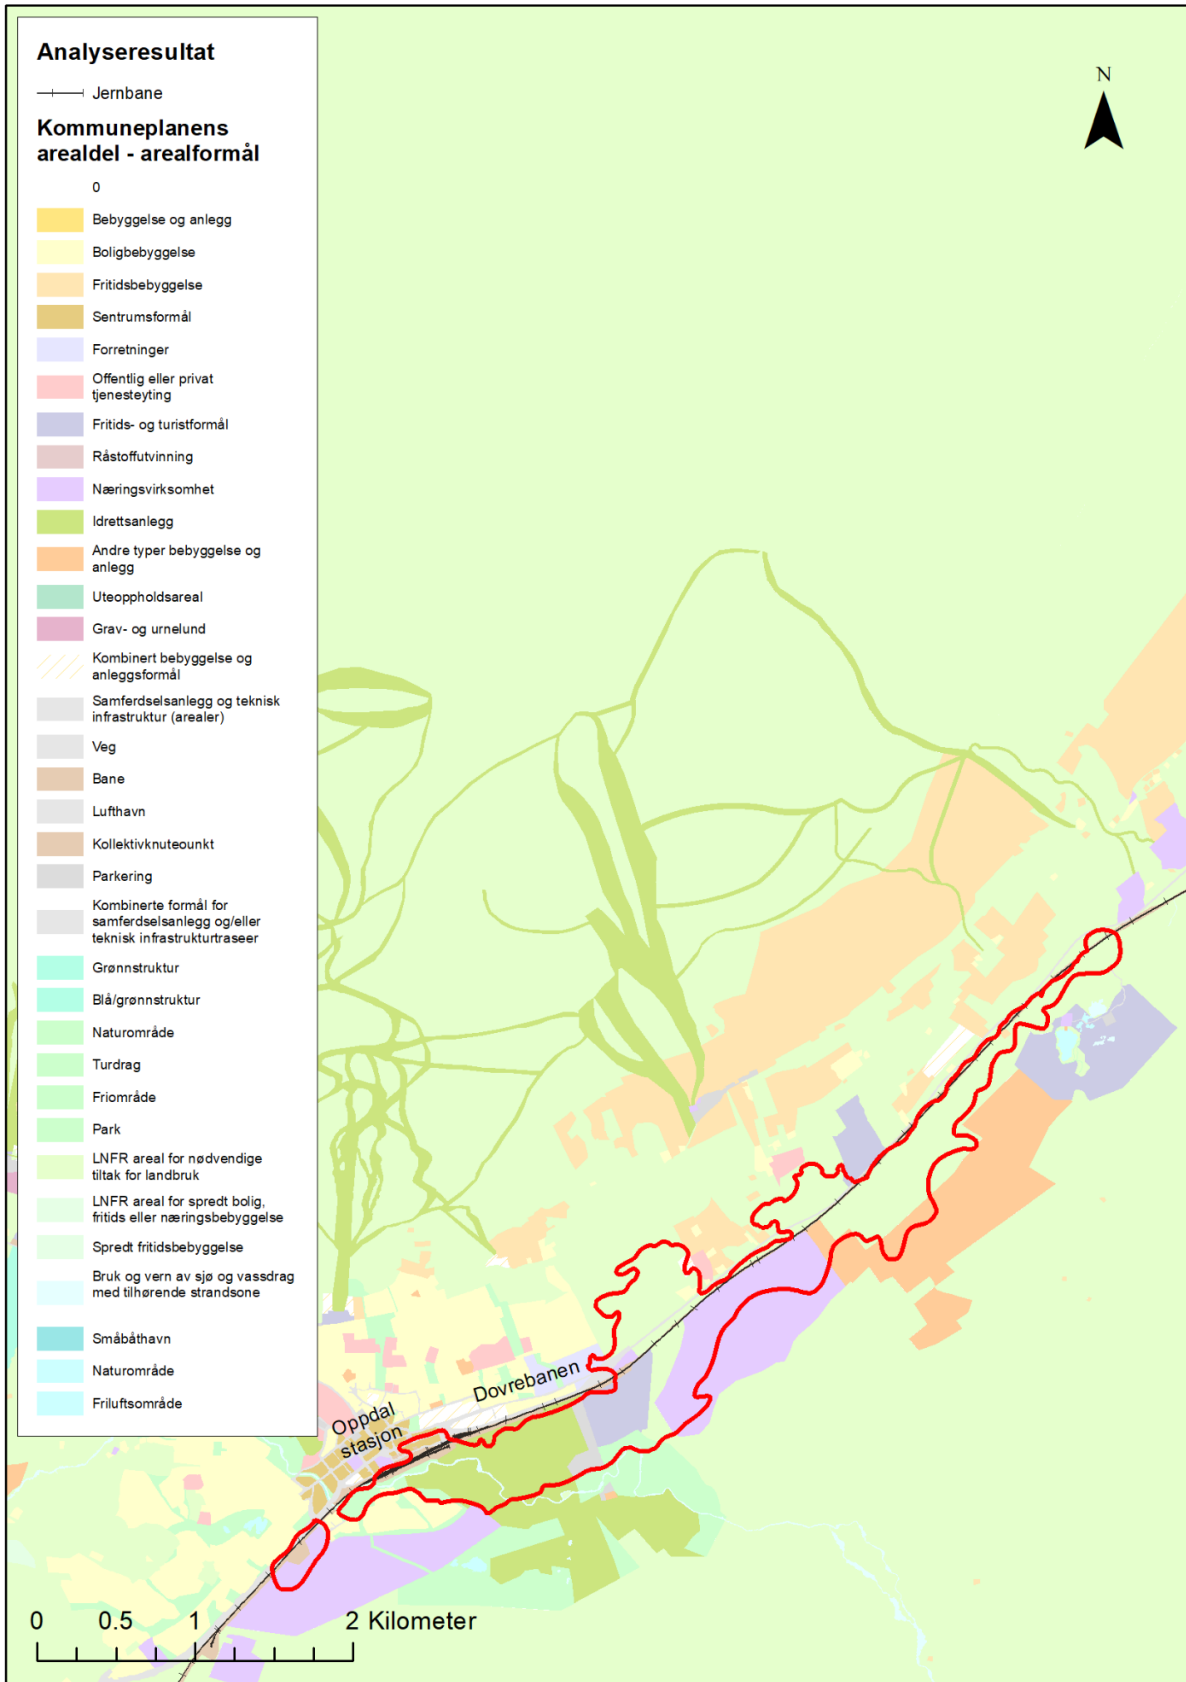 Analyseresultat
Jernbane
Kommuneplanens
arealdel - arealformål
0
Bebyggelse og anlegg
Boligbebyggelse
Fritidsbebyggelse
Sentrumsformål
Forretninger
Offentlig eller privat
tjenesteyting
Fritids- og turistformål
Råstoffutvinning
Næringsvirksomhet
Idrettsanlegg
Andre typer bebyggelse og
anlegg
Uteoppholdsareal
Grav- og urnelund
Kombinert bebyggelse og
anleggsformål
Samferdselsanlegg og teknisk
infrastruktur (arealer)
Veg
Bane
Lufthavn
Kollektivknuteounkt
Parkering
Kombinerte formål for
samferdselsanlegg og/eller
teknisk infrastrukturtraseer
Grønnstruktur
Blå/grønnstruktur
Naturområde
Turdrag
Friområde
Park
LNFR areal for nødvendige
tiltak for landbruk
LNFR areal for spredt bolig,
fritids eller næringsbebyggelse
Spredt fritidsbebyggelse
Bruk og vern av sjø og vassdrag
med tilhørende strandsone
Småbåthavn
Naturområde
Friluftsområde
N
Dovrebanen
Oppdal
stasjon
0 0.5 1 2 Kilometer